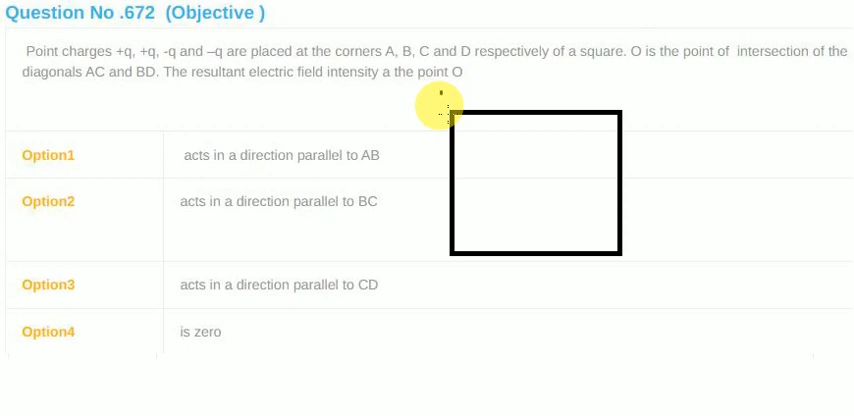 Question No .672  (Objective )
Point charges +q, +q, -q and –q are placed at the corners A, B, C and D respectively of a square. O is the point of  intersection of the
diagonals AC and BD. The resultant electric field intensity a the point O
Option1 acts in a direction parallel to AB
Option2 acts in a direction parallel to BC
Option3 acts in a direction parallel to CD
Option4 is zero